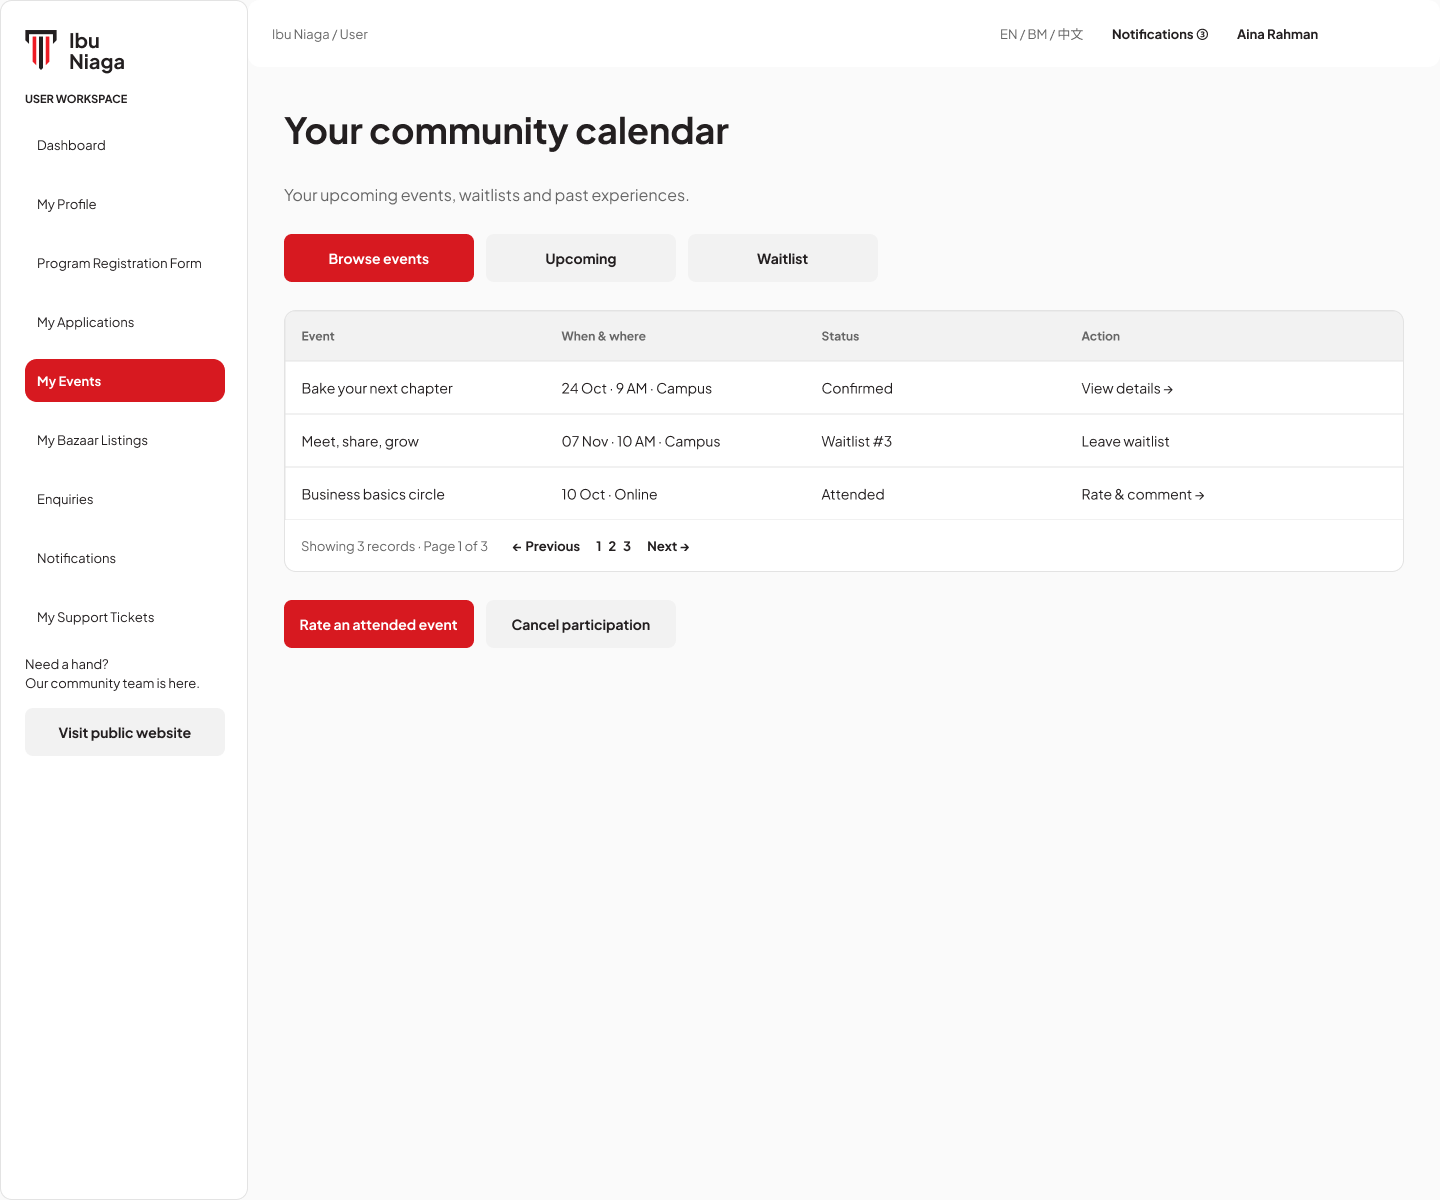 Ibu
Niaga
USER WORKSPACE
Dashboard
My Profile
Program Registration Form
My Applications
My Events
My Bazaar Listings
Enquiries
Notifications
My Support Tickets
Need a hand?
Our community team is here.
Visit public website
Ibu Niaga / User
EN / BM / 中文 Notifications ③ Aina Rahman
Your community calendar
Your upcoming events, waitlists and past experiences.
Browse events Upcoming Waitlist
Event When & where Status Action
Bake your next chapter 24 Oct · 9 AM · Campus Confirmed View details →
Meet, share, grow 07 Nov · 10 AM · Campus Waitlist #3 Leave waitlist
Business basics circle 10 Oct · Online Attended Rate & comment →
Showing 3 records · Page 1 of 3 ← Previous 1 2 3 Next →
Rate an attended event Cancel participation